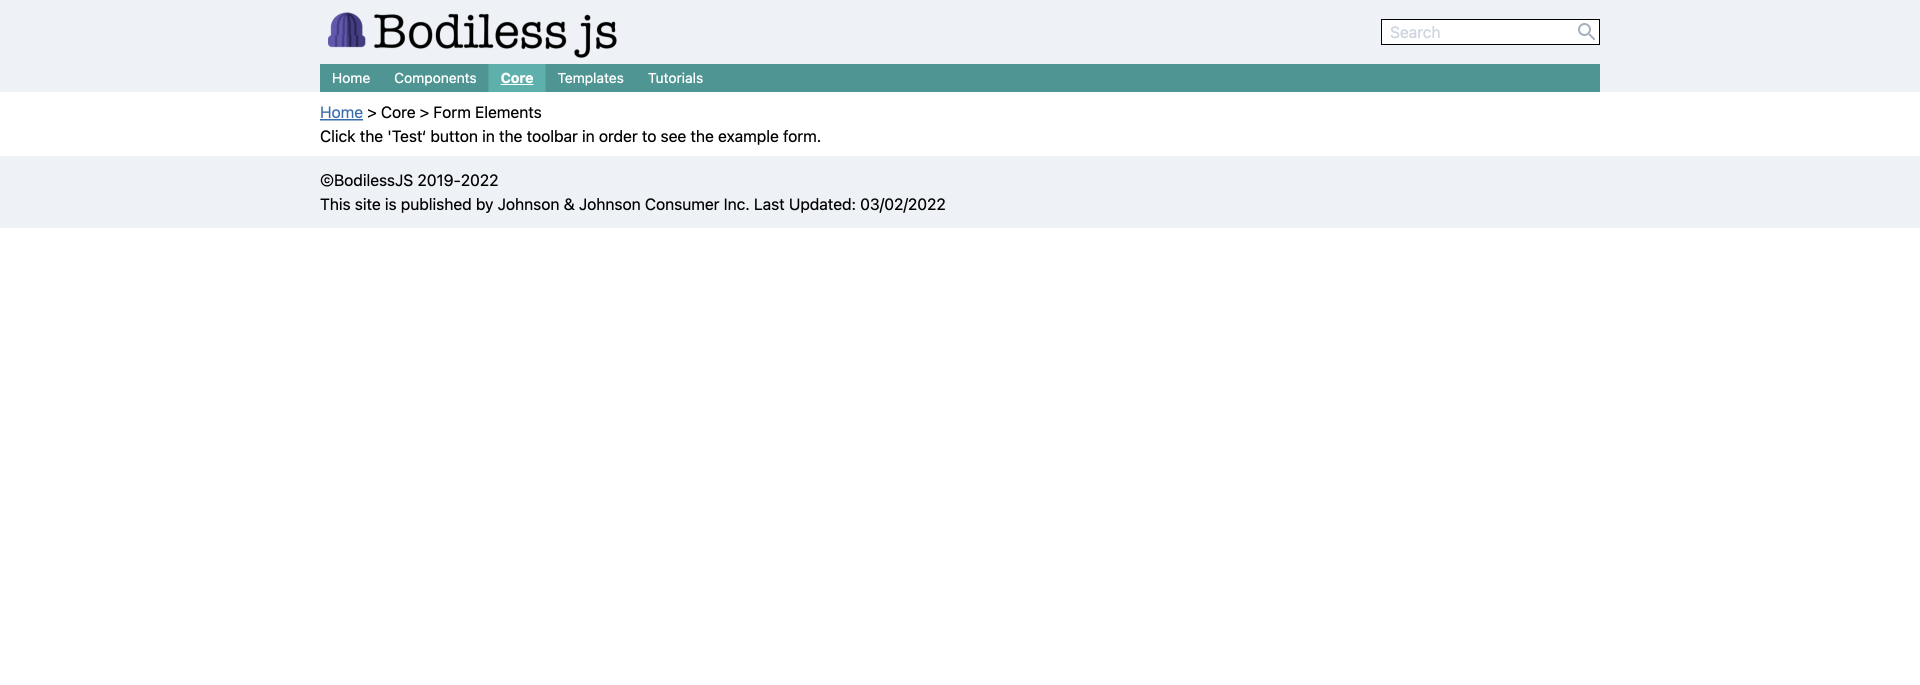 Bodiless js
Search
Home Components Core Templates Tutorials
Home > Core > Form Elements
Click the 'Test‘ button in the toolbar in order to see the example form.
©BodilessJS 2019-2022
This site is published by Johnson & Johnson Consumer Inc. Last Updated: 03/02/2022